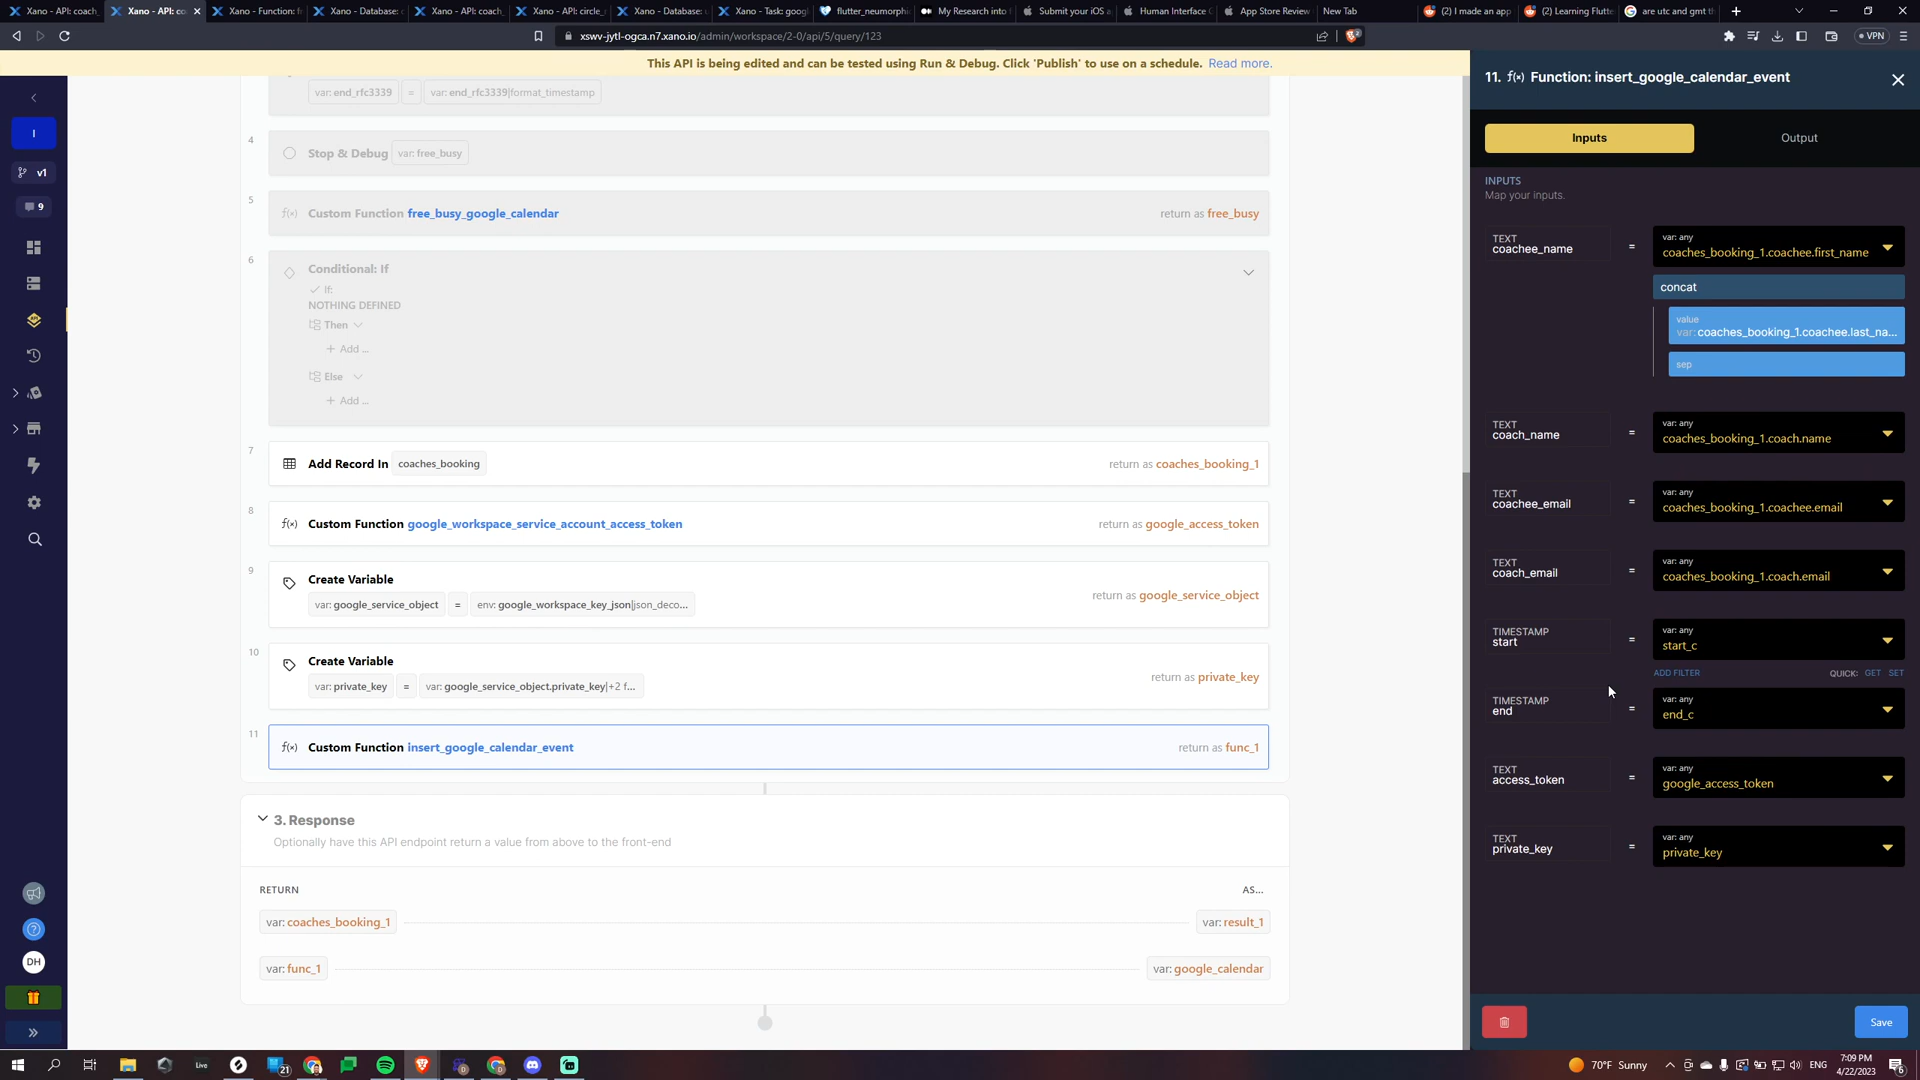 Xano - API: coach_
Xano - API: co
Xano - Function: f
Xano - Database: c
Xano - API: coach_
Xano - API: circle_
Xano - Database:
Xano - Task: goog
flutter_neumorphi
My Research into
Submit your iOS a
Human Interface
App Store Review
New Tab
(2) I made an app
(2) Learning Flutte
are utc and gmt th
xswv-jytl-ogca.n7.xano.io/admin/workspace/2-0/api/5/query/123
VPN
This API is being edited and can be tested using Run & Debug. Click 'Publish' to use on a schedule. Read more.
I
v1
9
var: end_rfc3339 = var: end_rfc3339|format_timestamp
4 Stop & Debug var: free_busy
5 f(x) Custom Function free_busy_google_calendar return as free_busy
6 Conditional: If
If:
NOTHING DEFINED
Then
+ Add ...
Else
+ Add ...
7 Add Record In coaches_booking return as coaches_booking_1
8 f(x) Custom Function google_workspace_service_account_access_token return as google_access_token
9 Create Variable
var: google_service_object = env: google_workspace_key_json|json_deco... return as google_service_object
10 Create Variable
var: private_key = var: google_service_object.private_key|+2 f... return as private_key
11 f(x) Custom Function insert_google_calendar_event return as func_1
3. Response
Optionally have this API endpoint return a value from above to the front-end
RETURN AS...
var: coaches_booking_1 var: result_1
var: func_1 var: google_calendar
DH
11. f(x) Function: insert_google_calendar_event
Inputs Output
INPUTS
Map your inputs.
TEXT
coachee_name = var: any
coaches_booking_1.coachee.first_name
concat
value
var: coaches_booking_1.coachee.last_na...
sep
TEXT
coach_name = var: any
coaches_booking_1.coach.name
TEXT
coachee_email = var: any
coaches_booking_1.coachee.email
TEXT
coach_email = var: any
coaches_booking_1.coach.email
TIMESTAMP
start = var: any
start_c
ADD FILTER QUICK: GET SET
TIMESTAMP
end = var: any
end_c
TEXT
access_token = var: any
google_access_token
TEXT
private_key = var: any
private_key
Save
Live
21
70°F Sunny
ENG
7:09 PM
4/22/2023
6